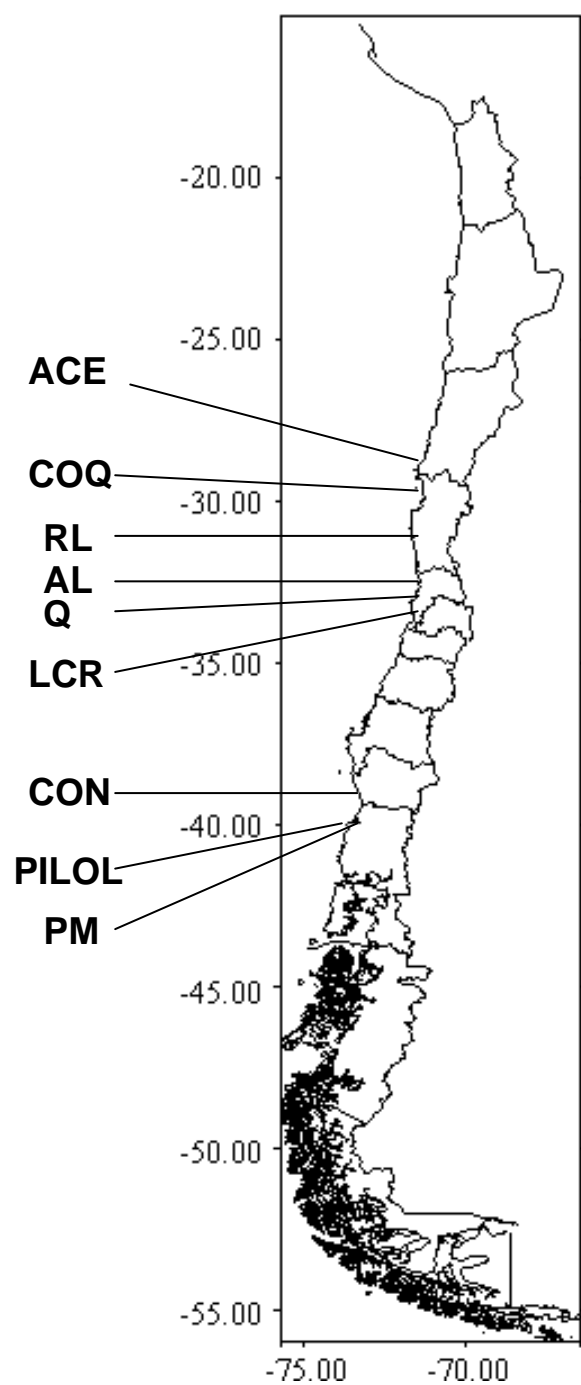 -20.00
-25.00
ACE
COQ
-30.00
RL
AL
Q
-35.00
LCR
CON
-40.00
PILOL
PM
-45.00
-50.00
-55.00
-75.00 -70.00